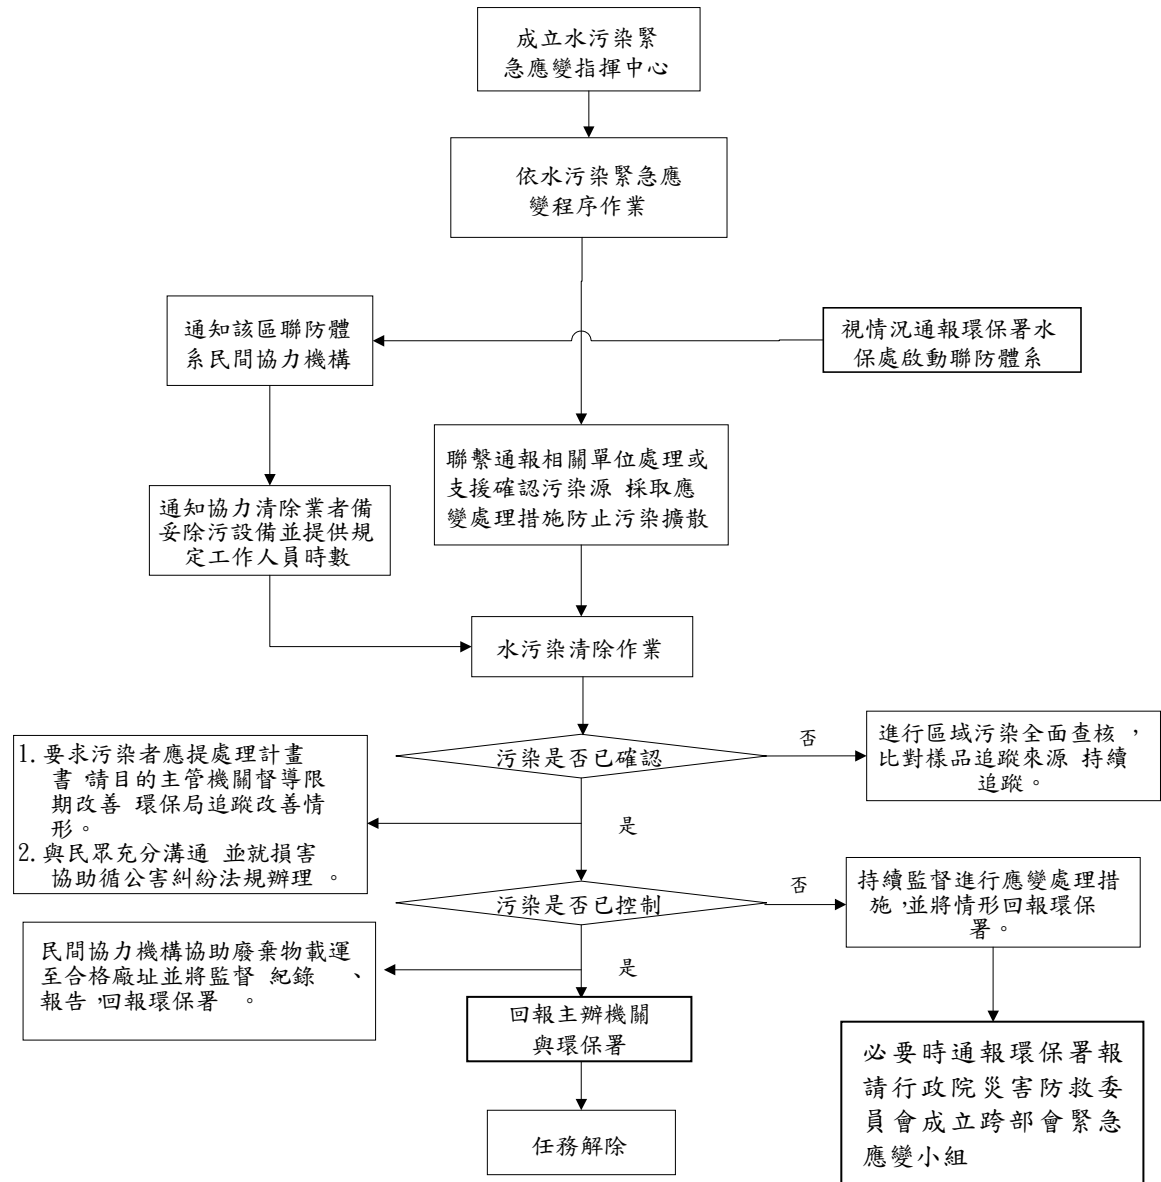 成立水污染緊
急應變指揮中心
依水污染緊急應
變程序作業
通知該區聯防體
系民間協力機構
視情況通報環保署水
保處啟動聯防體系
聯繫通報相關單位處理或
支援確認污染源 採取應
變處理措施防止污染擴散
通知協力清除業者備
妥除污設備並提供規
定工作人員時數
水污染清除作業
污染是否已確認
否
進行區域污染全面查核，
比對樣品追蹤來源 持續
追蹤。
1. 要求污染者應提處理計畫
書，請目的主管機關督導限
期改善 環保局追蹤改善情
形。
2. 與民眾充分溝通 並就損害
協助循公害糾紛法規辦理 。
是
污染是否已控制
否
持續監督進行應變處理措
施，並將情形回報環保
署。
民間協力機構協助廢棄物載運
至合格廠址並將監督 紀錄 、
報告，回報環保署 。
是
回報主辦機關
與環保署
必要時通報環保署報
請行政院災害防救委
員會成立跨部會緊急
應變小組
任務解除